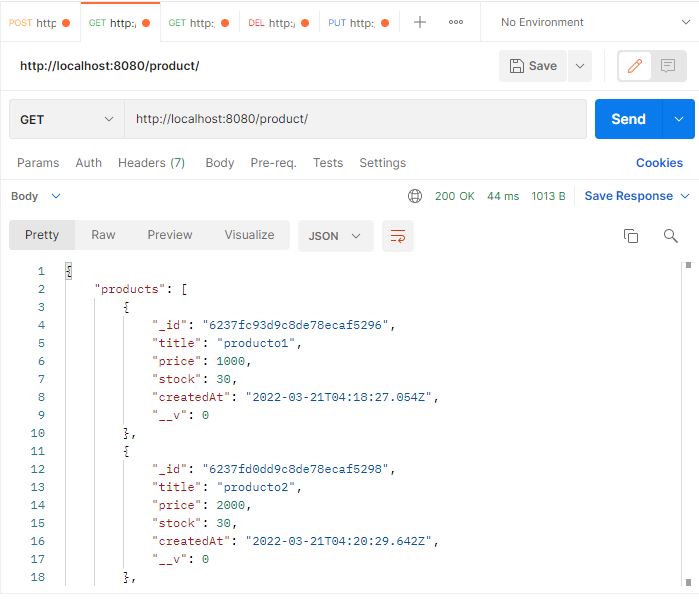 POST http GET http:, GET http: DEL http:, PUT http: No Environment
http://localhost:8080/product/ Save
GET http://localhost:8080/product/ Send
Params Auth Headers (7) Body Pre-req. Tests Settings Cookies
Body 200 OK 44 ms 1013 B Save Response
Pretty Raw Preview Visualize JSON
1 {
2 "products": [
3 {
4 "_id": "6237fc93d9c8de78ecaf5296",
5 "title": "producto1",
6 "price": 1000,
7 "stock": 30,
8 "createdAt": "2022-03-21T04:18:27.054Z",
9 "__v": 0
10 },
11 {
12 "_id": "6237fd0dd9c8de78ecaf5298",
13 "title": "producto2",
14 "price": 2000,
15 "stock": 30,
16 "createdAt": "2022-03-21T04:20:29.642Z",
17 "__v": 0
18 },